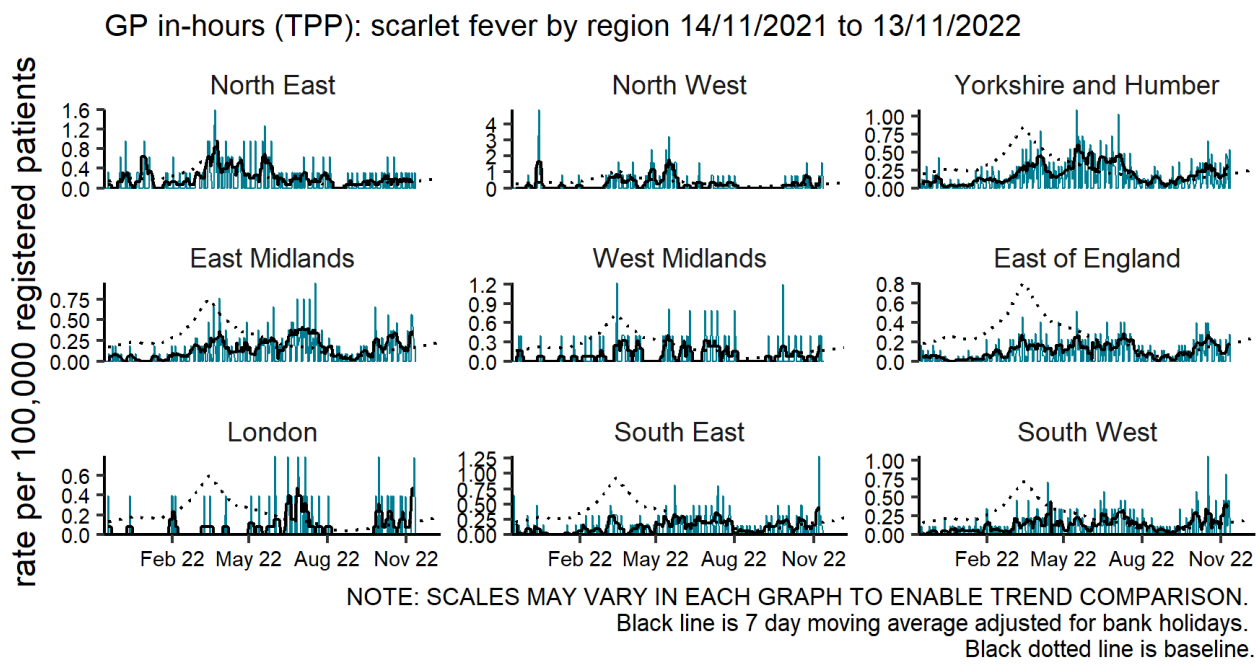 GP in-hours (TPP): scarlet fever by region 14/11/2021 to 13/11/2022
rate per 100,000 registered patients
North East
1.6
1.2
0.8
0.4
0.0
North West
4
3
2
1
0
Yorkshire and Humber
1.00
0.75
0.50
0.25
0.00
East Midlands
0.75
0.50
0.25
0.00
West Midlands
1.2
0.9
0.6
0.3
0.0
East of England
0.8
0.6
0.4
0.2
0.0
London
0.6
0.4
0.2
0.0
Feb 22 May 22 Aug 22 Nov 22
South East
1.25
1.00
0.75
0.50
0.25
0.00
Feb 22 May 22 Aug 22 Nov 22
South West
1.00
0.75
0.50
0.25
0.00
Feb 22 May 22 Aug 22 Nov 22
NOTE: SCALES MAY VARY IN EACH GRAPH TO ENABLE TREND COMPARISON.
Black line is 7 day moving average adjusted for bank holidays.
Black dotted line is baseline.